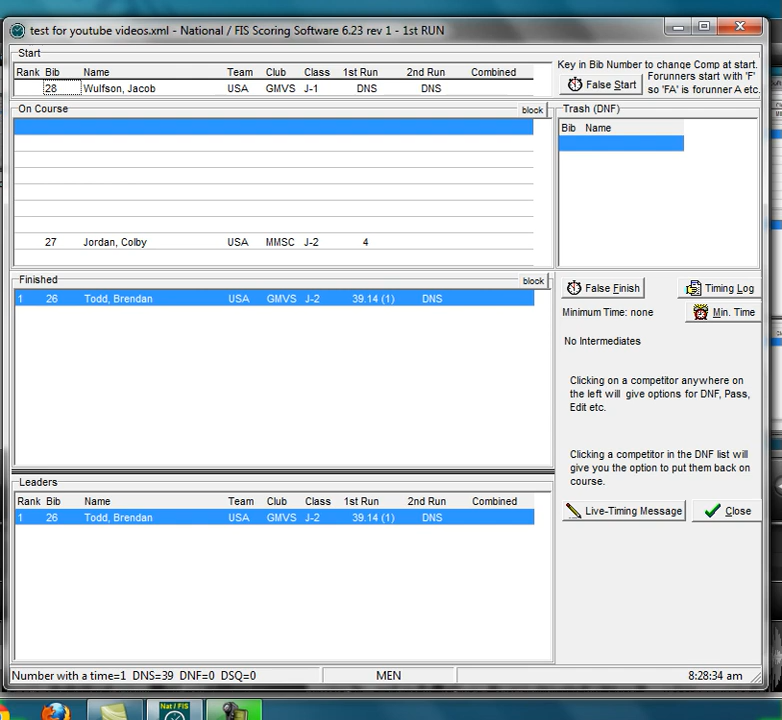 test for youtube videos.xml - National / FIS Scoring Software 6.23 rev 1 - 1st RUN
Start
Rank Bib Name Team Club Class 1st Run 2nd Run Combined
28 Wulfson, Jacob USA GMVS J-1 DNS DNS
Key in Bib Number to change Comp at start.
False Start
Forunners start with 'F'
so 'FA' is forunner A etc.
On Course block
27 Jordan, Colby USA MMSC J-2 4
Trash (DNF)
Bib Name
Finished block
1 26 Todd, Brendan USA GMVS J-2 39.14 (1) DNS
False Finish Timing Log
Minimum Time: none Min. Time
No Intermediates
Clicking on a competitor anywhere on
the left will give options for DNF, Pass,
Edit etc.
Clicking a competitor in the DNF list will
give you the option to put them back on
course.
Live-Timing Message Close
Leaders
Rank Bib Name Team Club Class 1st Run 2nd Run Combined
1 26 Todd, Brendan USA GMVS J-2 39.14 (1) DNS
Number with a time=1 DNS=39 DNF=0 DSQ=0 MEN 8:28:34 am
Nat / FIS